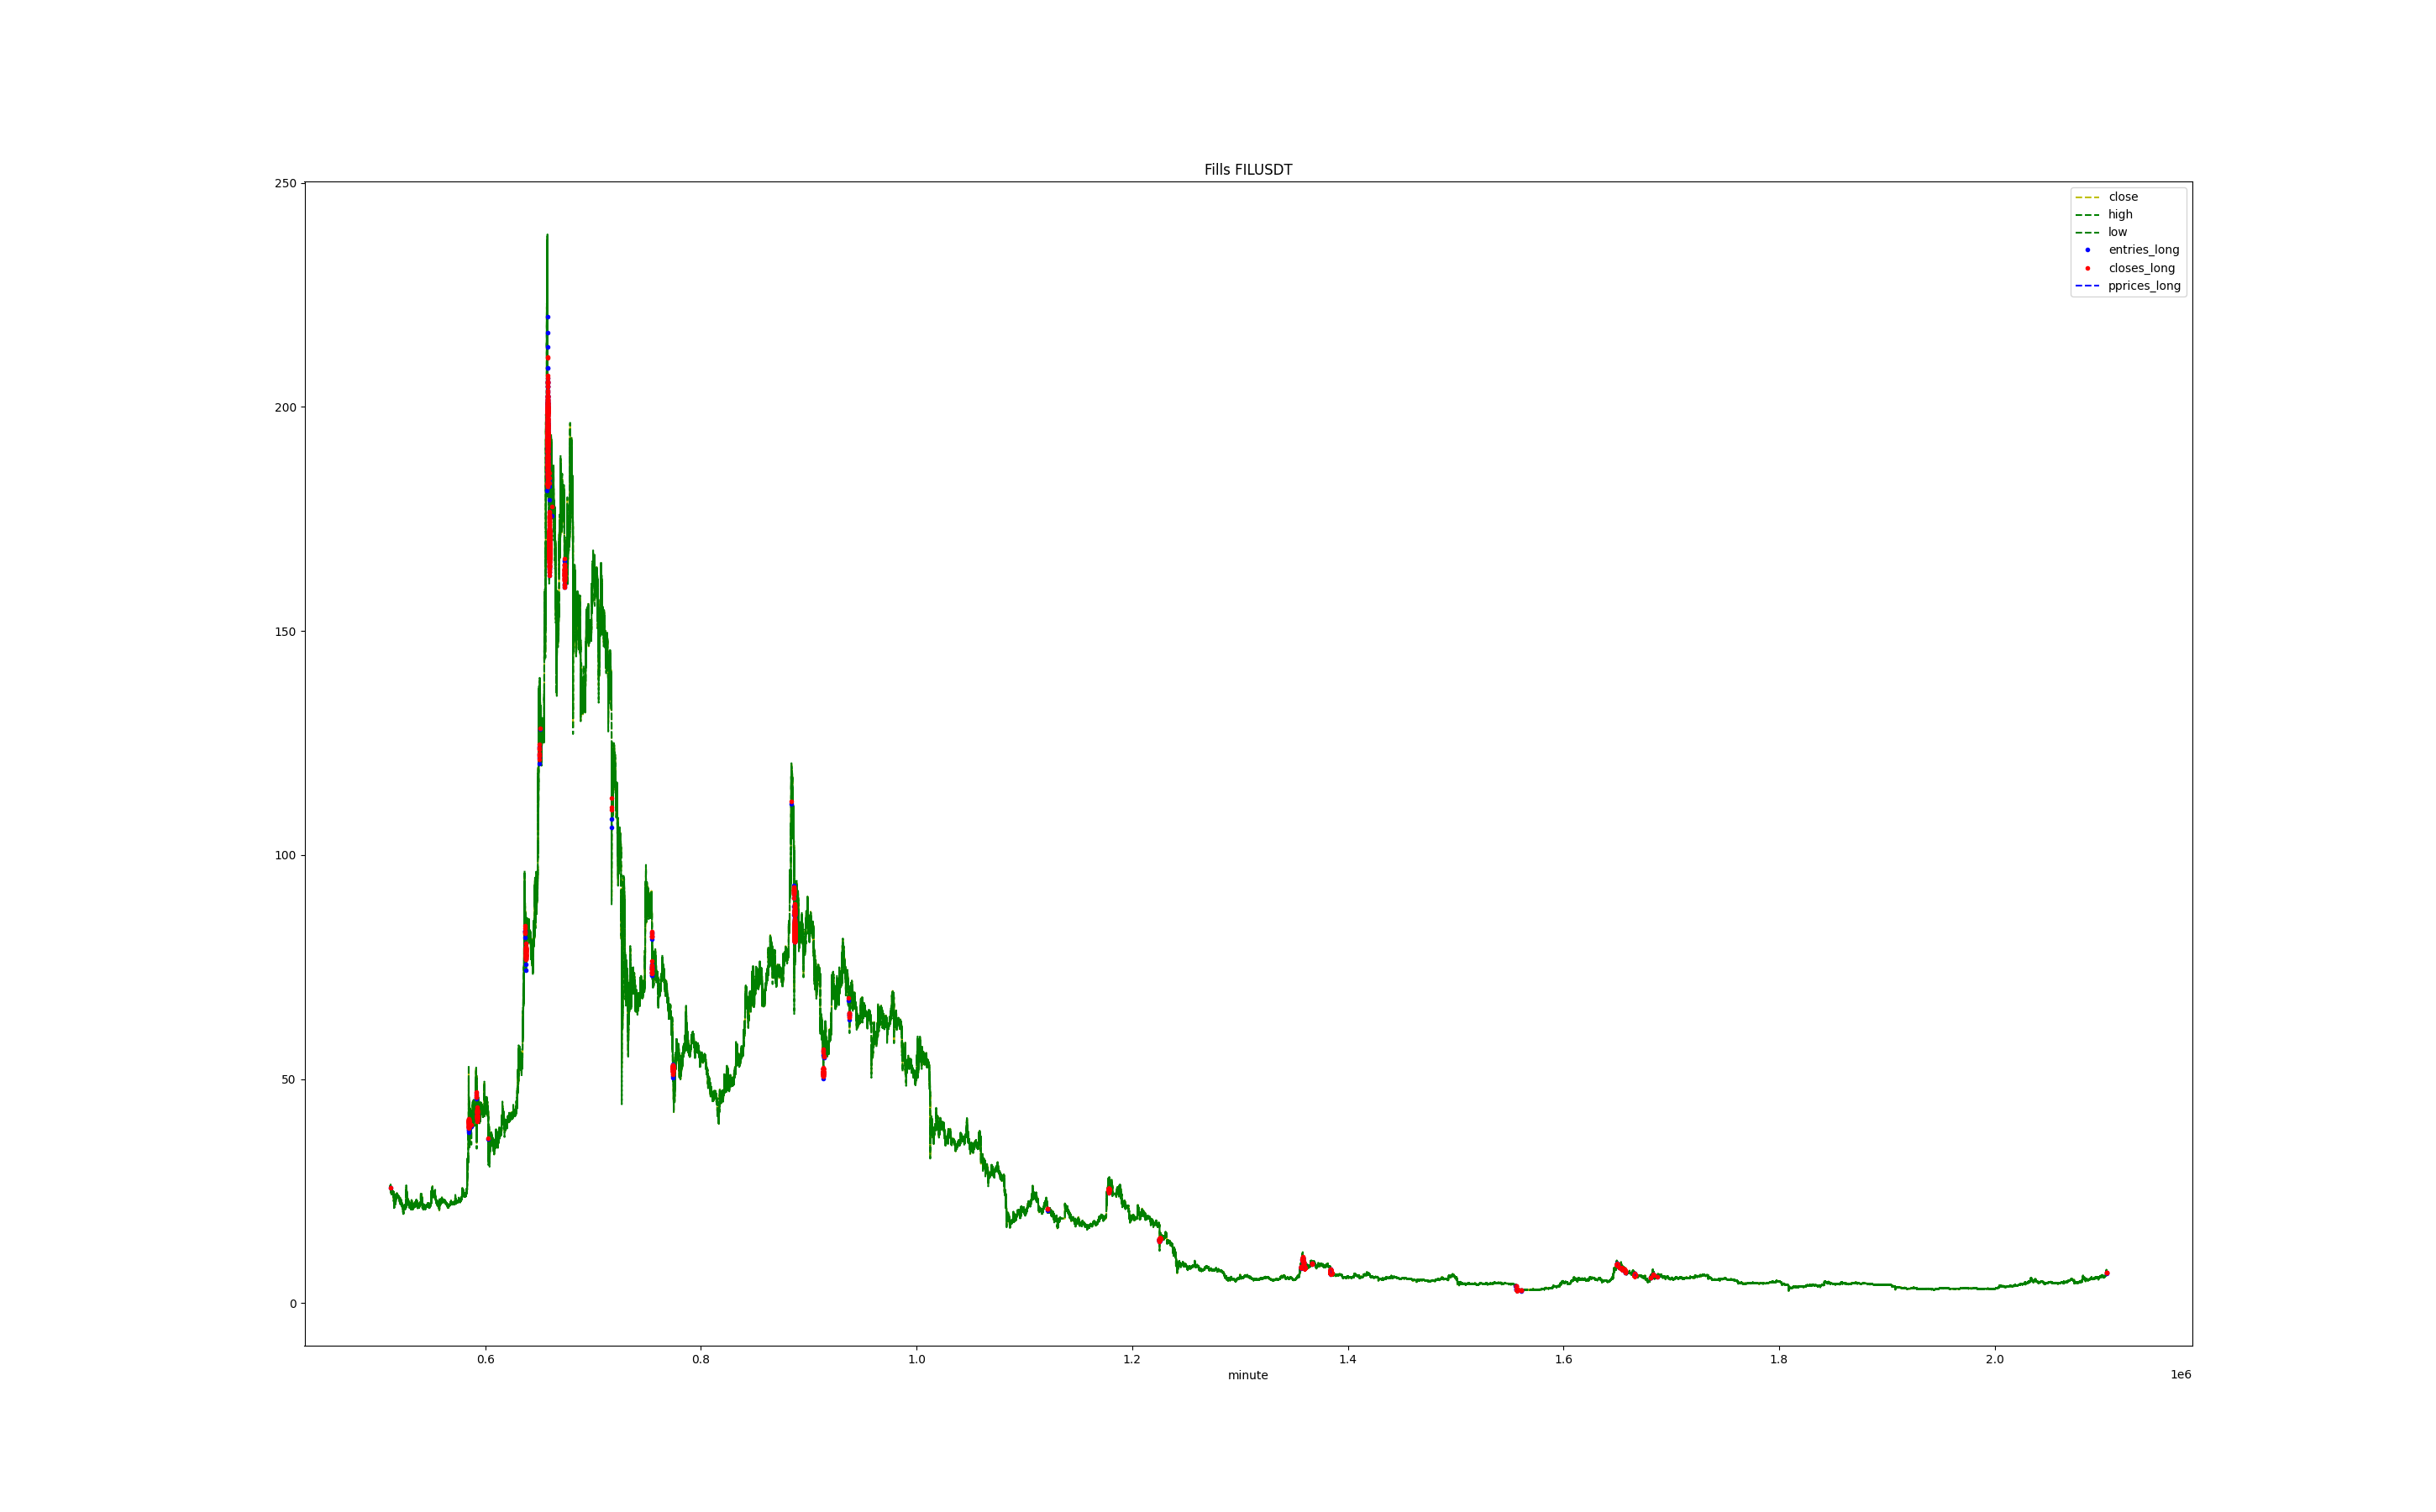 Fills FILUSDT
250
200
150
100
50
0
close
high
low
entries_long
closes_long
pprices_long
0.6 0.8 1.0 1.2 1.4 1.6 1.8 2.0
minute
1e6